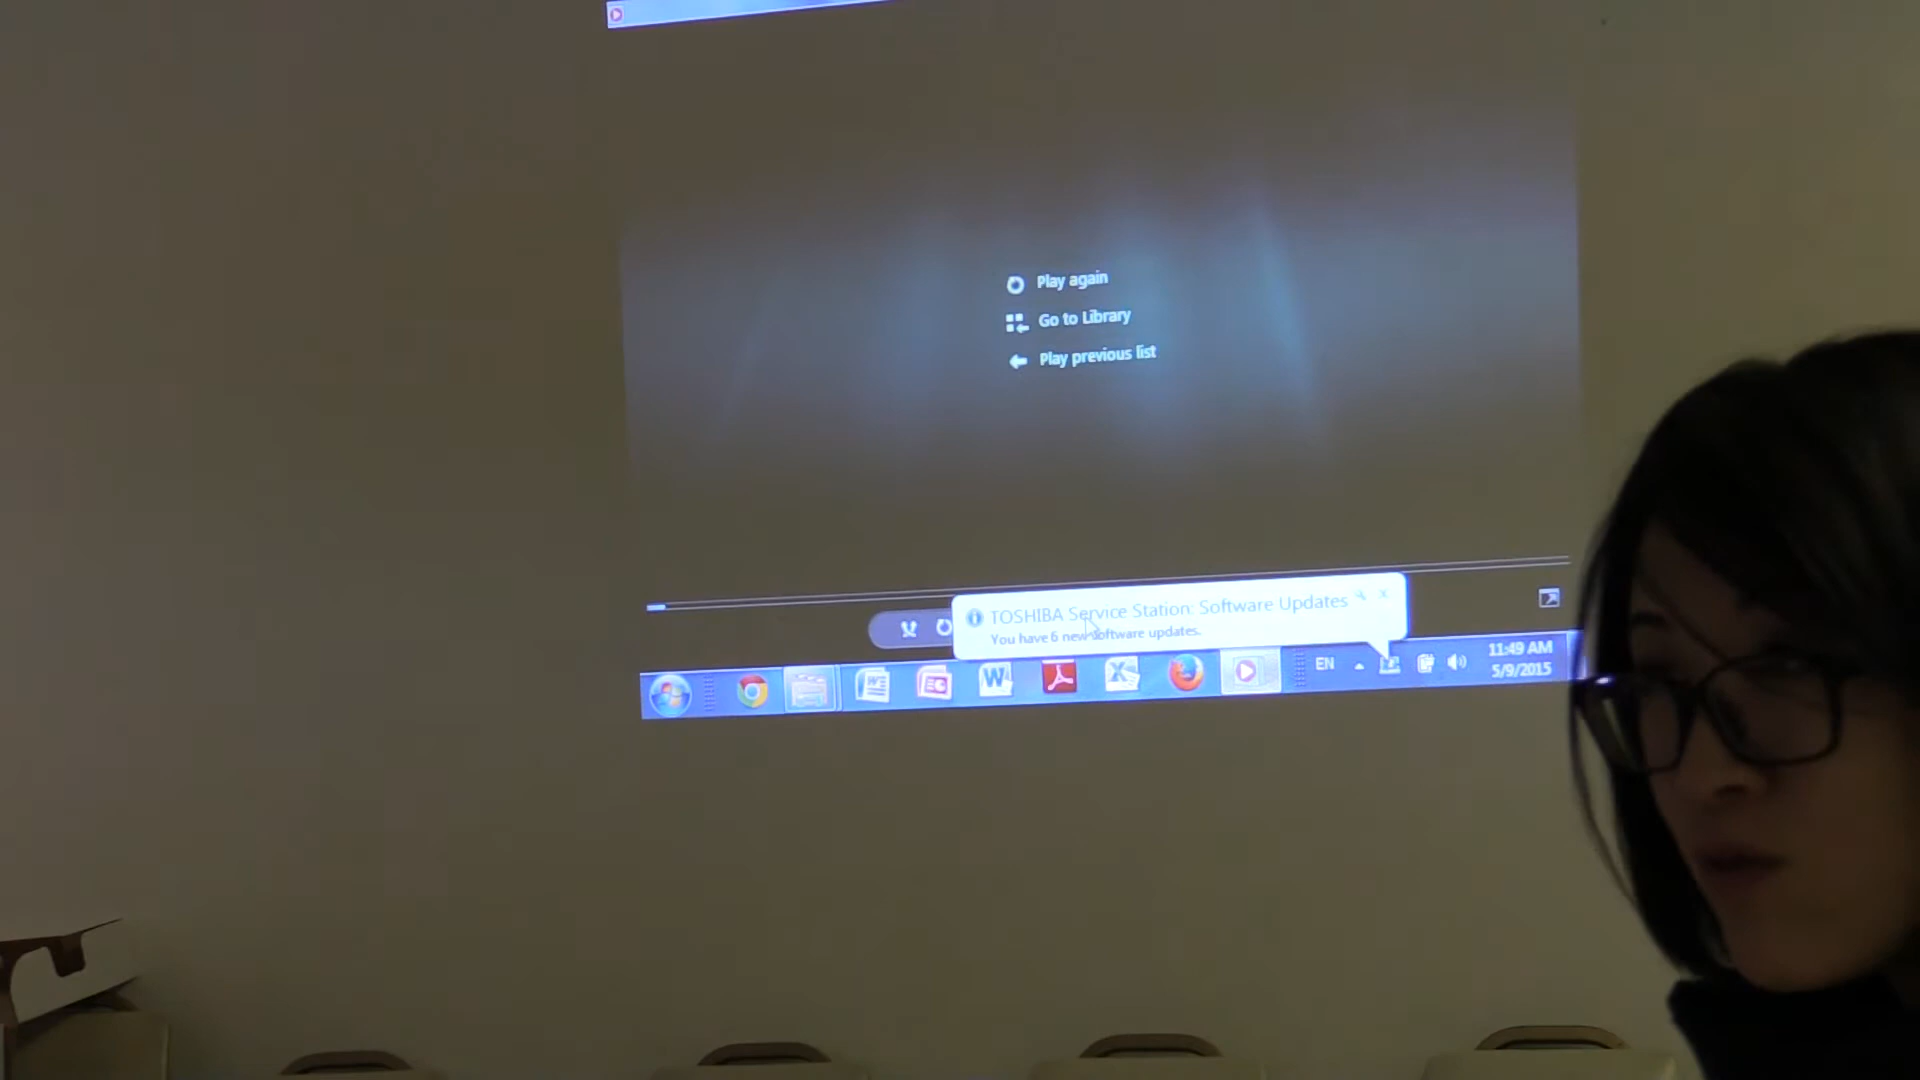 Play again
Go to Library
Play previous list
TOSHIBA Service Station: Software Updates
You have 6 new software updates.
EN
11:49 AM
5/9/2015